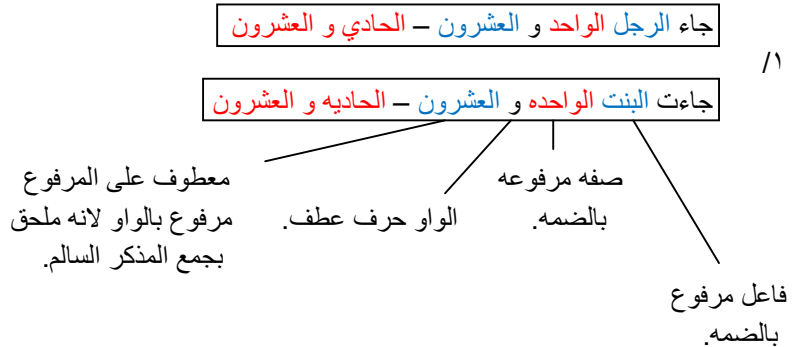 جاء الرجل الواحد و العشرون – الحادي و العشرون
١/
جاءت البنت الواحده و العشرون – الحاديه و العشرون
صفه مرفوعه
بالضمه.
الواو حرف عطف.
معطوف على المرفوع
مرفوع بالواو لانه ملحق
بجمع المذكر السالم.
فاعل مرفوع
بالضمه.